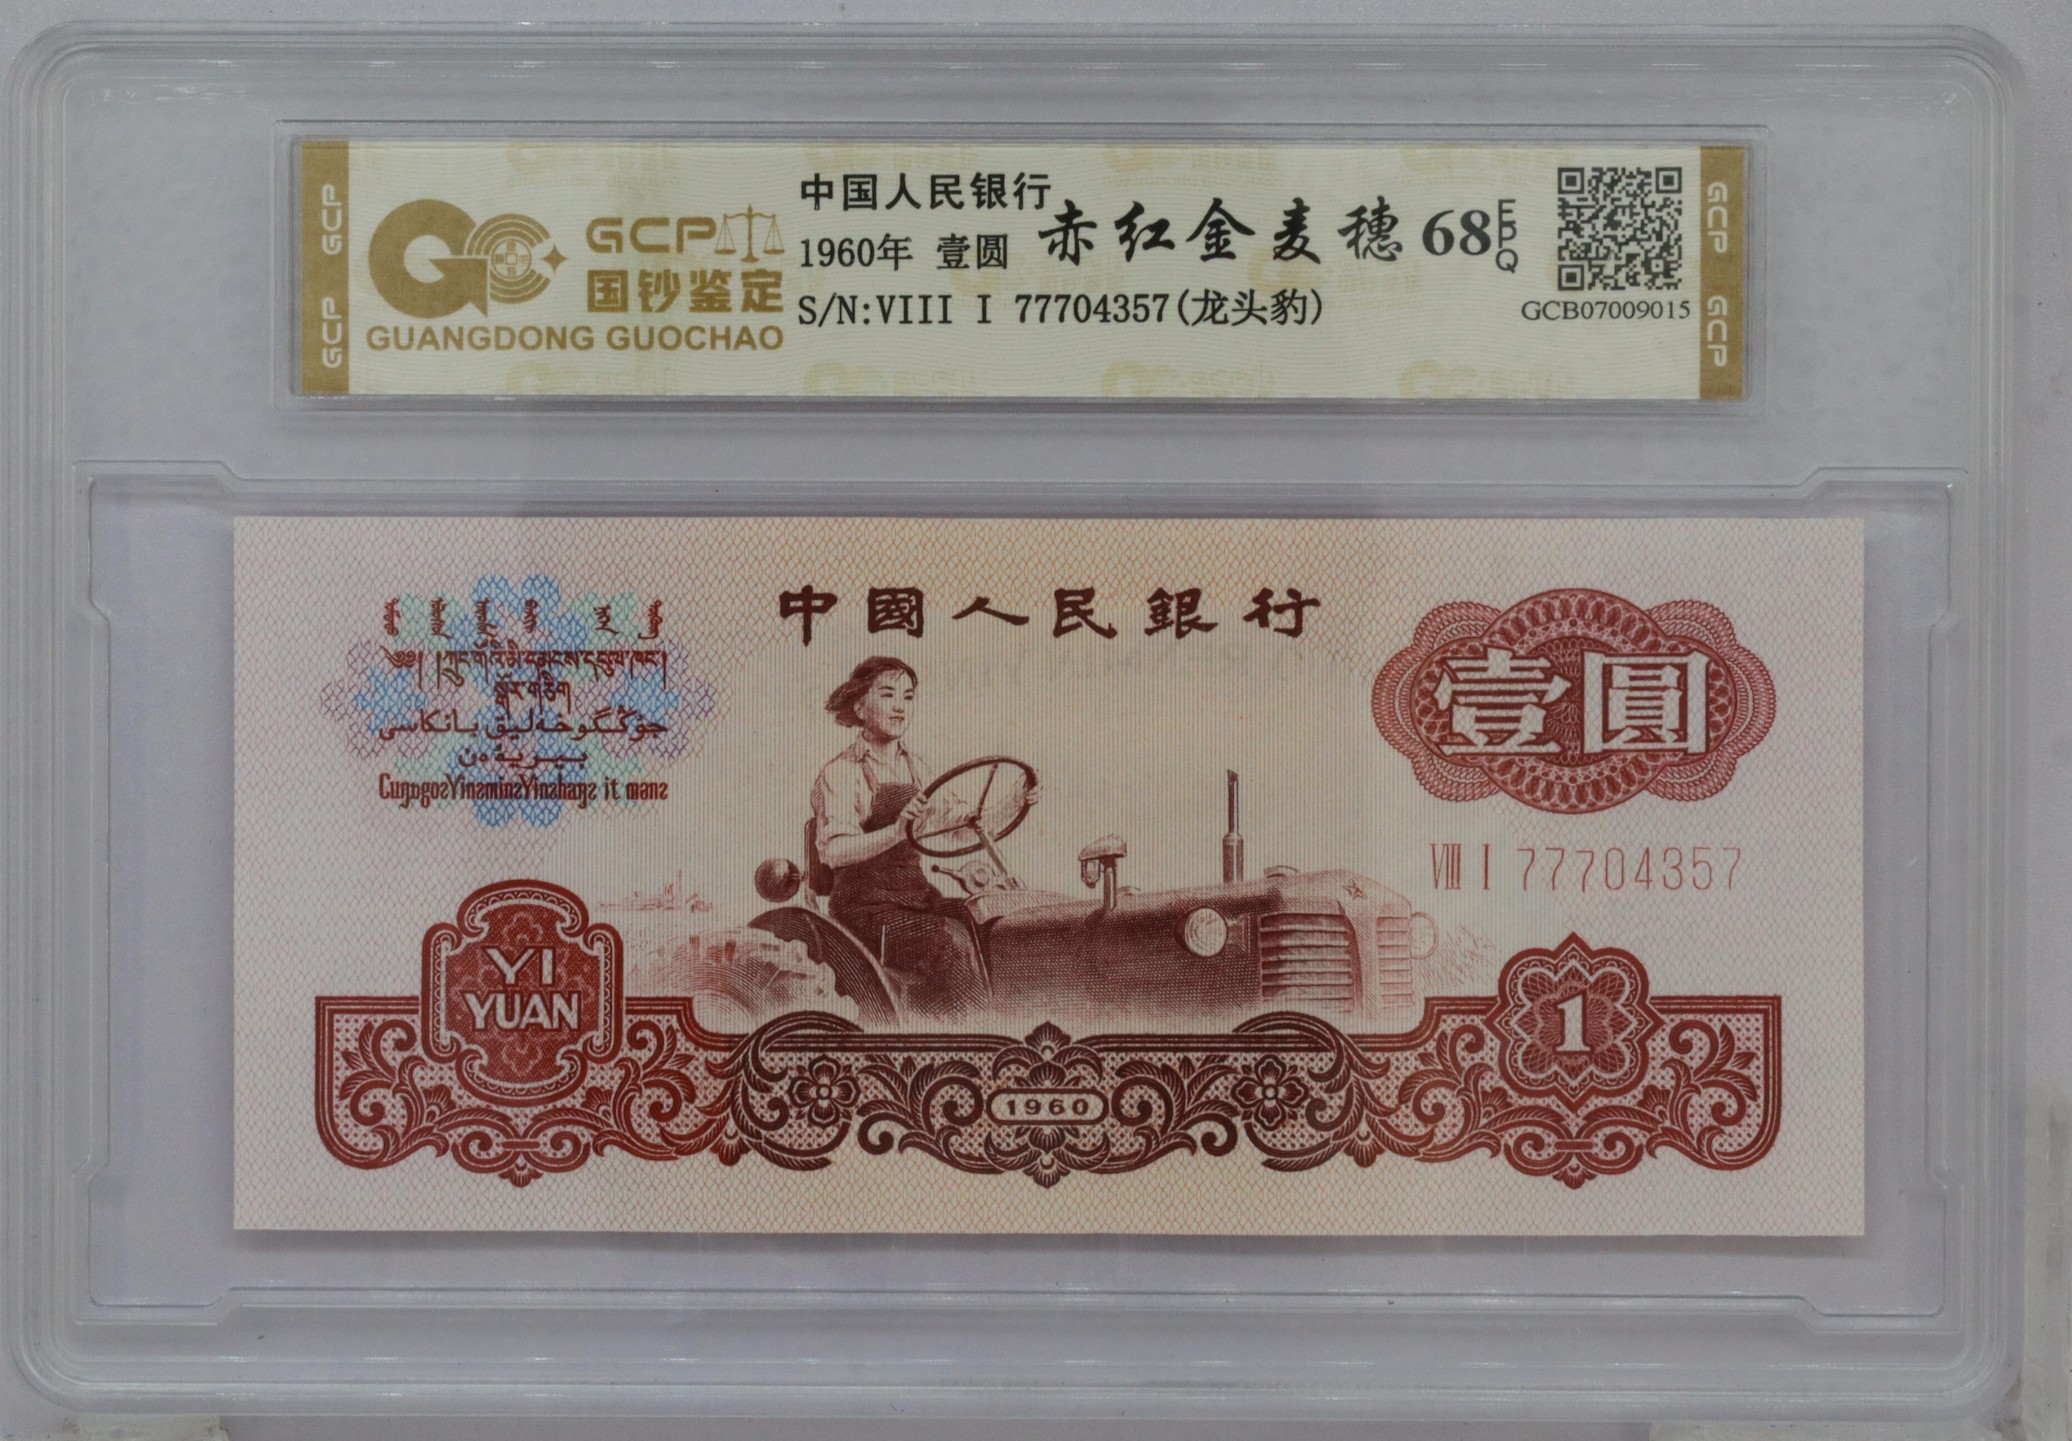 GCP GCP
GCP
国钞鉴定
GUANGDONG GUOCHAO
中国人民银行
1960年 壹圆
赤红金麦穗 68 EPQ
S/N:VIII I 77704357(龙头豹)
GCB07009015
GCP GCP
中國人民銀行
壹圓
VIII I 77704357
YI
YUAN
1960
1